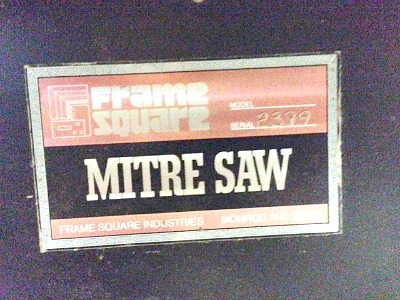 Frame
Square
MODEL
SERIAL 2399
MITRE SAW
FRAME SQUARE INDUSTRIES MONROE, N.C.